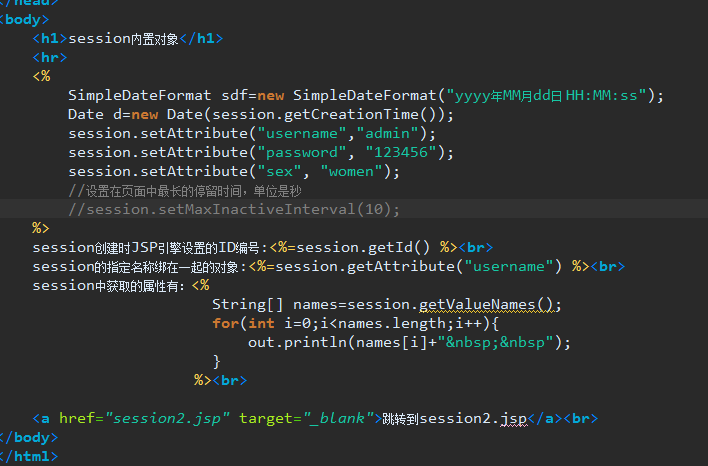 </head>
<body>
<h1>session内置对象</h1>
<hr>
<%
SimpleDateFormat sdf=new SimpleDateFormat("yyyy年MM月dd日 HH:MM:ss");
Date d=new Date(session.getCreationTime());
session.setAttribute("username","admin");
session.setAttribute("password", "123456");
session.setAttribute("sex", "women");
//设置在页面中最长的停留时间，单位是秒
//session.setMaxInactiveInterval(10);
%>
session创建时JSP引擎设置的ID编号:<%=session.getId() %><br>
session的指定名称绑在一起的对象:<%=session.getAttribute("username") %><br>
session中获取的属性有: <%
String[] names=session.getValueNames();
for(int i=0;i<names.length;i++){
out.println(names[i]+"&nbsp;&nbsp");
}
%><br>
<a href="session2.jsp" target="_blank">跳转到session2.jsp</a><br>
</body>
</html>